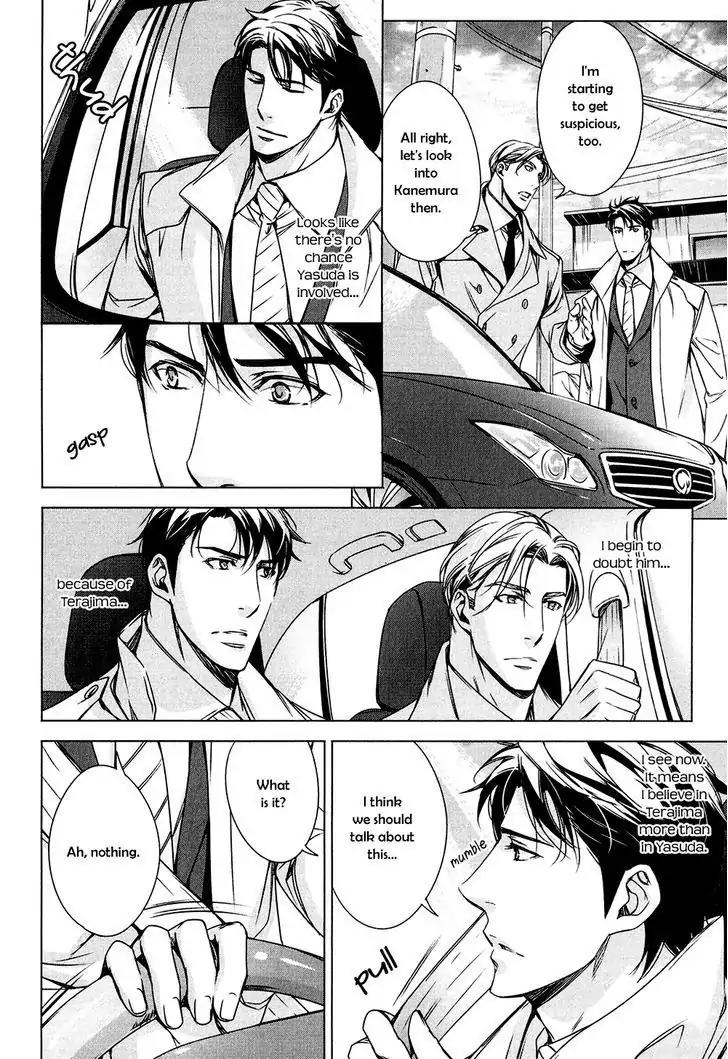 I'm
starting
to get
suspicious,
too.
All right,
let's look
into
Kanemura
then.
thud
Looks like
there's no
chance
Yasuda is
involved...
gasp
I begin to
doubt him...
because of
Terajima...
I see now.
It means
I believe in
Terajima
more than
in Yasuda.
I think
we should
talk about
this...
mumble
pull
What
is it?
Ah, nothing.